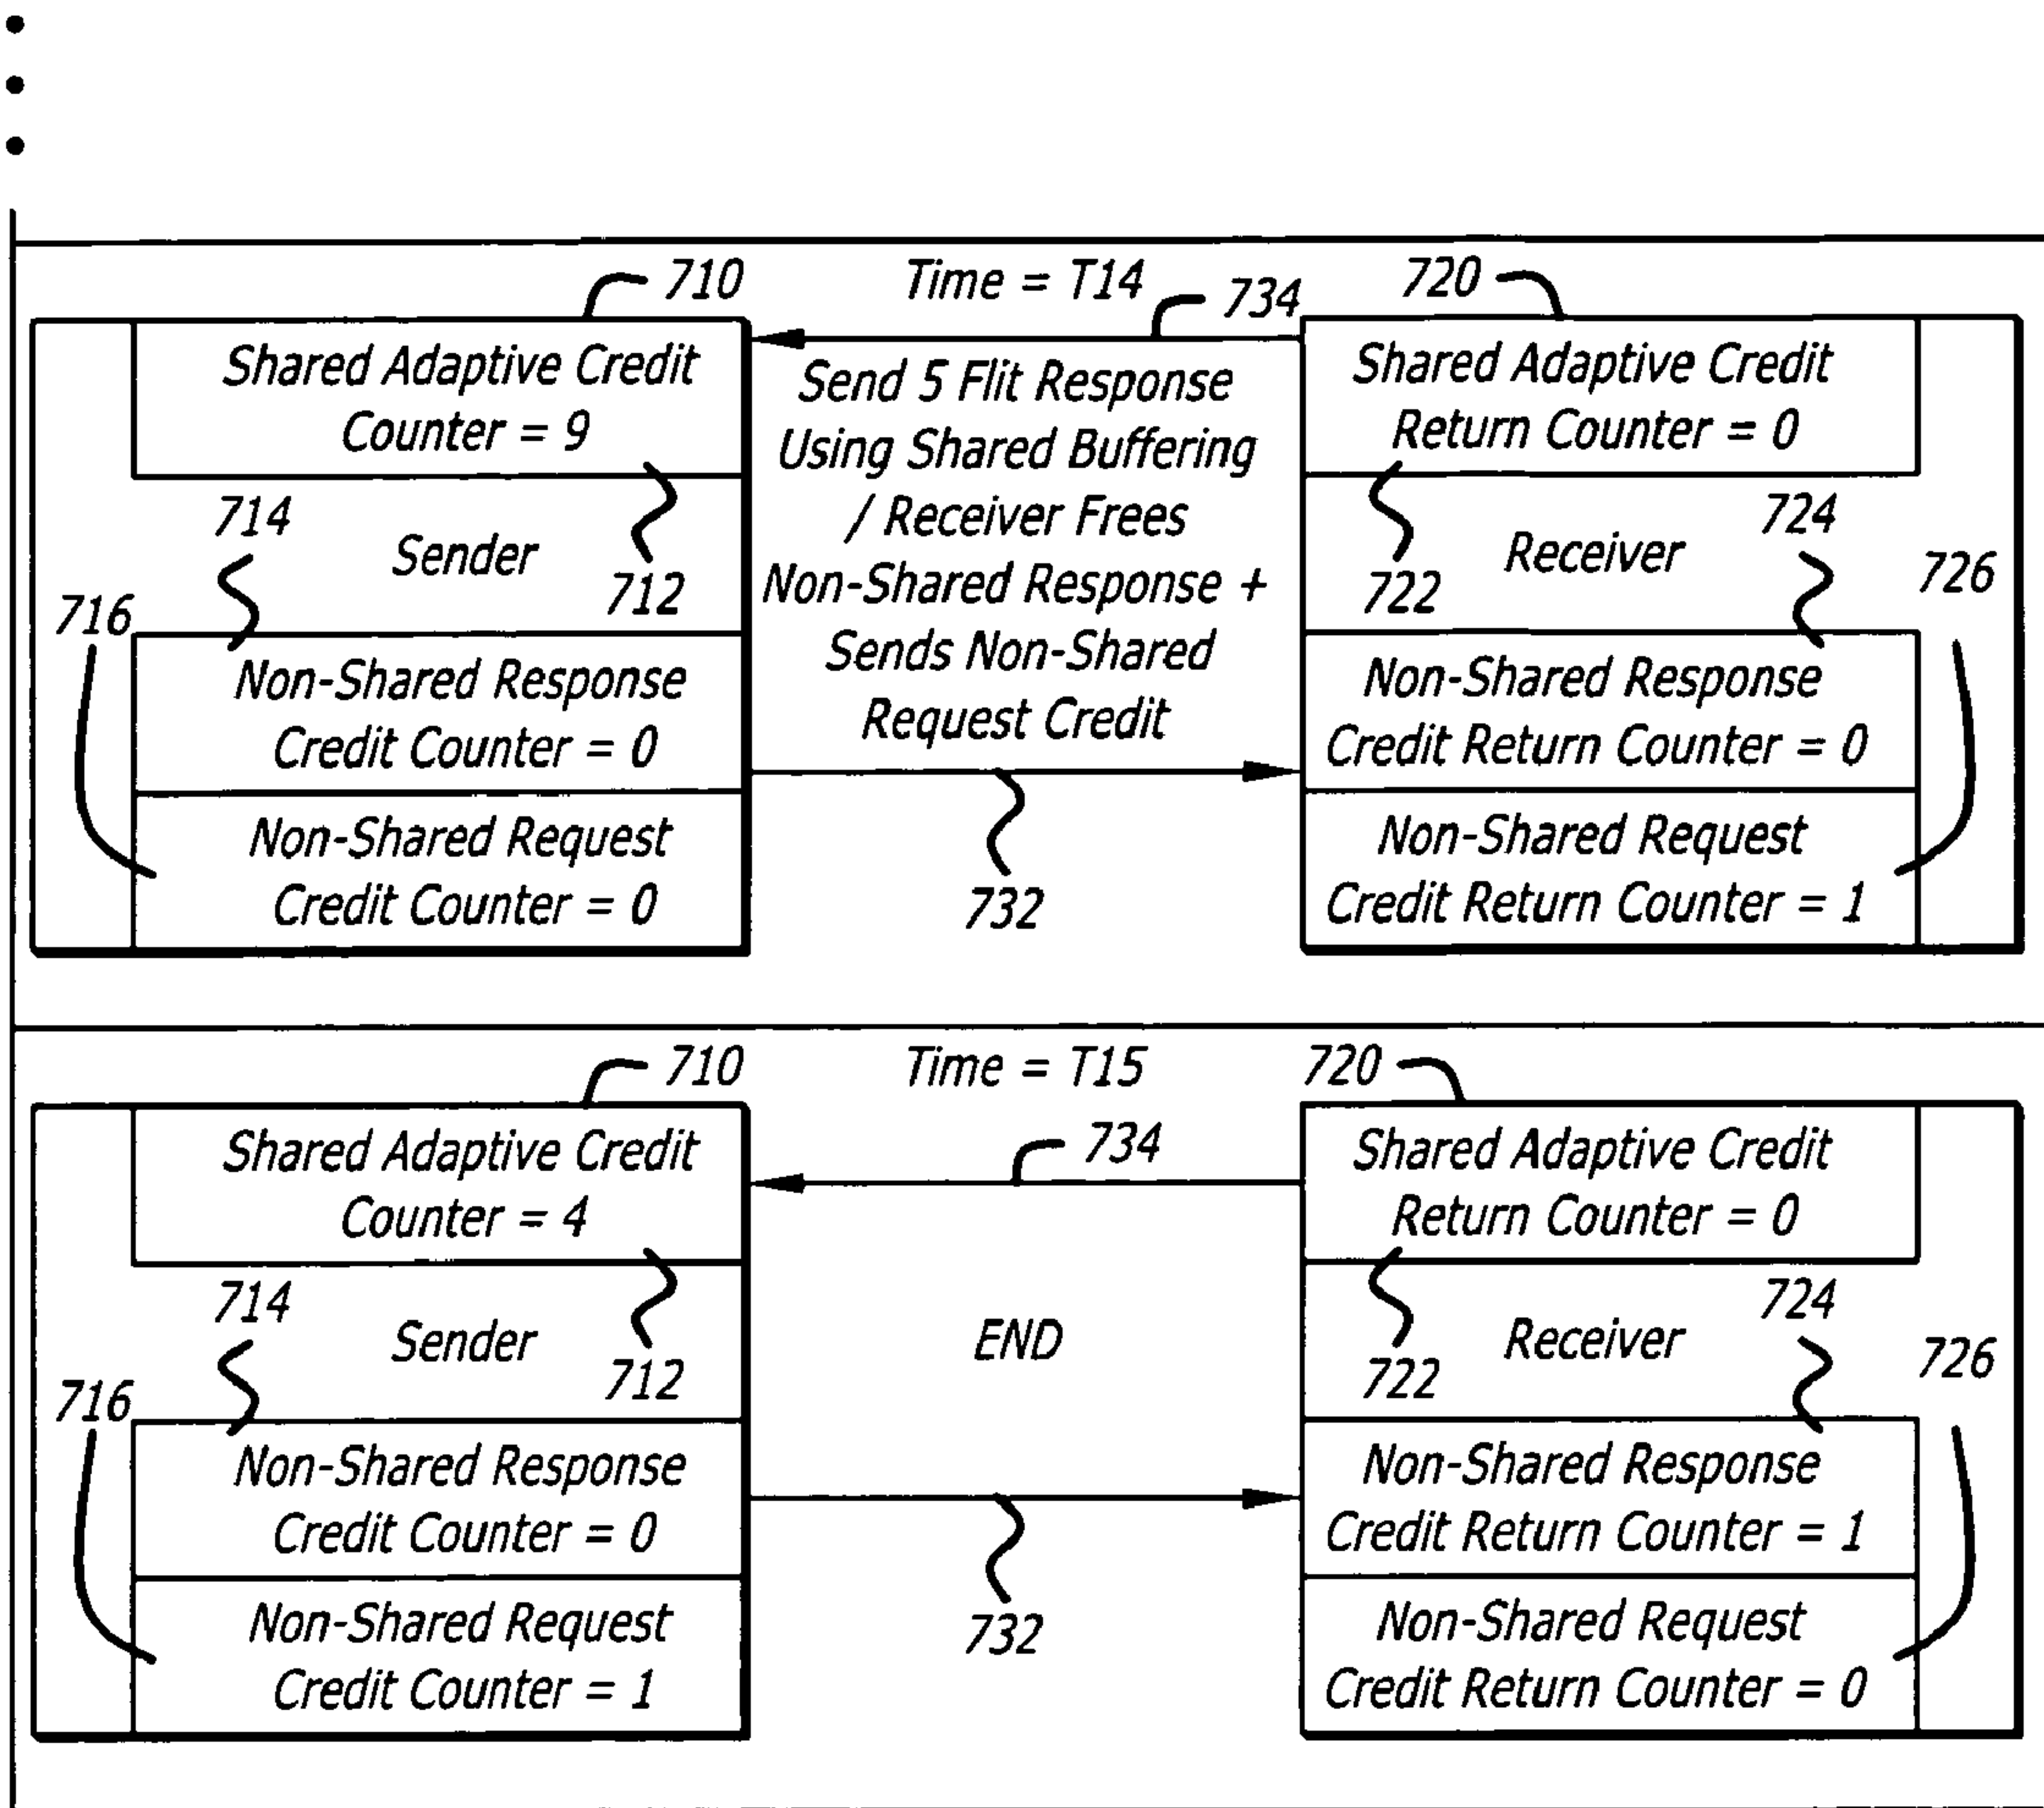 710
Time = T14
720
734
Shared Adaptive Credit
Counter = 9
Send 5 Flit Response
Using Shared Buffering
/ Receiver Frees
Non-Shared Response +
Sends Non-Shared
Request Credit
Shared Adaptive Credit
Return Counter = 0
714
Sender
712
716
722
Receiver
724
726
Non-Shared Response
Credit Counter = 0
Non-Shared Response
Credit Return Counter = 0
Non-Shared Request
Credit Counter = 0
732
Non-Shared Request
Credit Return Counter = 1
710
Time = T15
720
734
Shared Adaptive Credit
Counter = 4
Shared Adaptive Credit
Return Counter = 0
714
Sender
712
716
END
722
Receiver
724
726
Non-Shared Response
Credit Counter = 0
Non-Shared Response
Credit Return Counter = 1
Non-Shared Request
Credit Counter = 1
732
Non-Shared Request
Credit Return Counter = 0